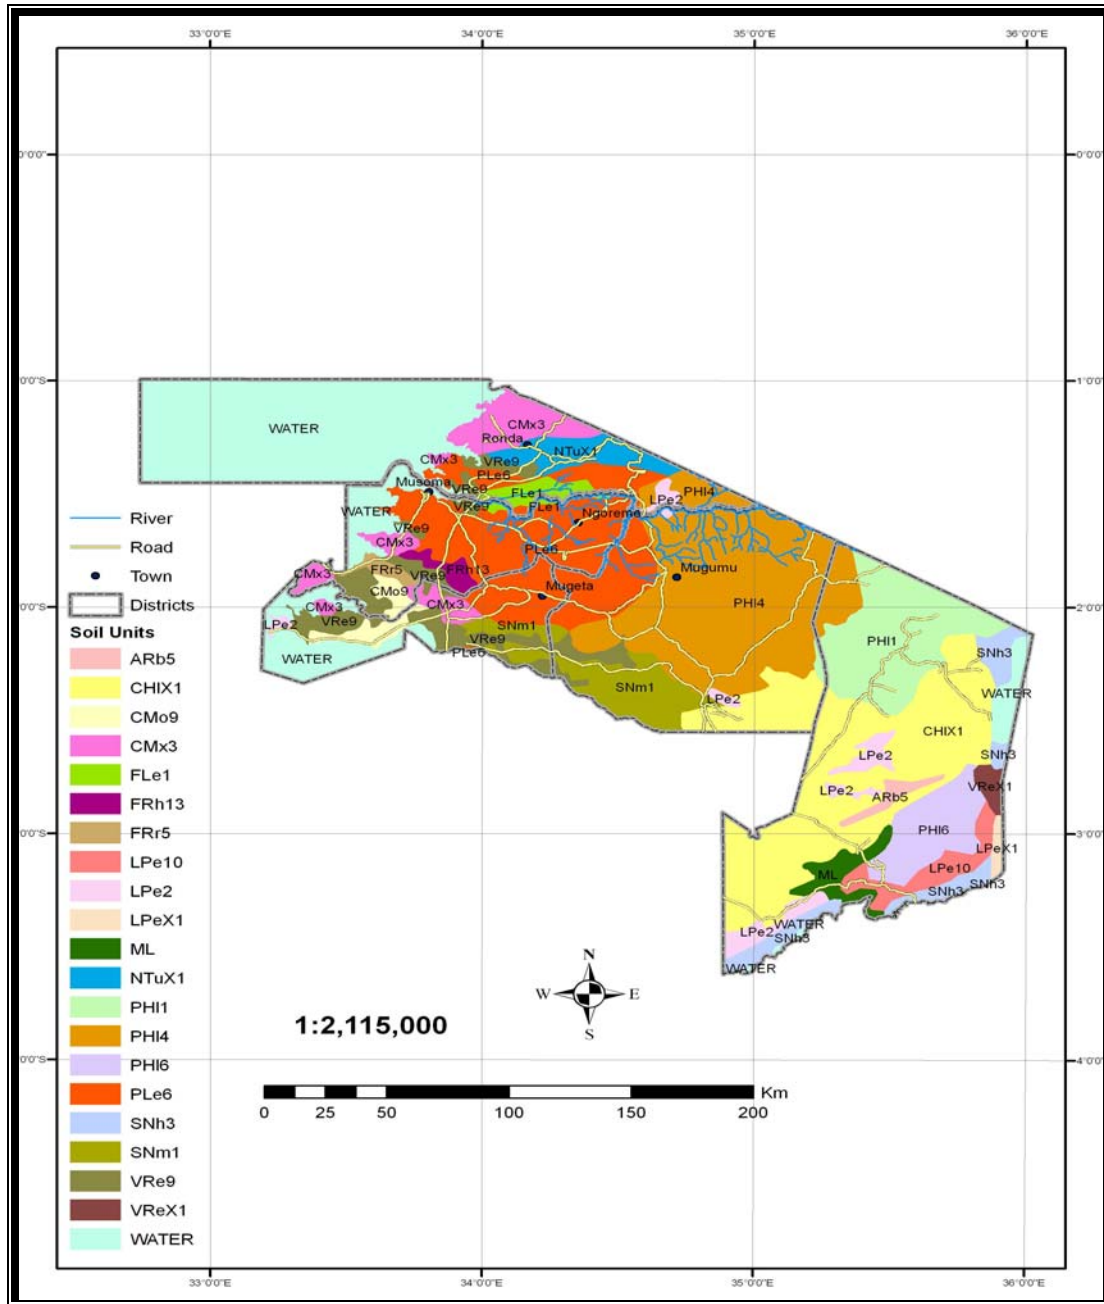 33°0'0"E 34°0'0"E 35°0'0"E 36°0'0"E
0°0'0" 0°0'0"
0°0'S 1°0'0"
WATER
CMx3
Ronda
NTuX1
CMx3 VRe9
PLe6
Musoma VRe9 FLe1 LPe2 PHI4
WATER VRe9 FLe1 Ngoreme
VRe9
CMx3 PLe6
CMx3 FRr5 VRe9 FRh13 Mugeta Mugumu
CMo9
CMx3 CMx3 PHI4
0°0'S 2°0'0"
LPe2 VRe9 SNm1
WATER VRe9
PLe6
SNm1 LPe2
PHI1 SNh3
WATER
CHIX1
LPe2 SNh3
LPe2 ARb5 VReX1
0°0'S 3°0'0"
PHI6
LPeX1
ML LPe10
SNh3 SNh3
LPe2 WATER
SNh3
WATER
0°0'S 4°0'0"
River
Road
Town
Districts
Soil Units
ARb5
CHIX1
CMo9
CMx3
FLe1
FRh13
FRr5
LPe10
LPe2
LPeX1
ML
NTuX1
PHI1
PHI4
PHI6
PLe6
SNh3
SNm1
VRe9
VReX1
WATER
N
W E
S
1:2,115,000
Km
0 25 50 100 150 200
33°0'0"E 34°0'0"E 35°0'0"E 36°0'0"E